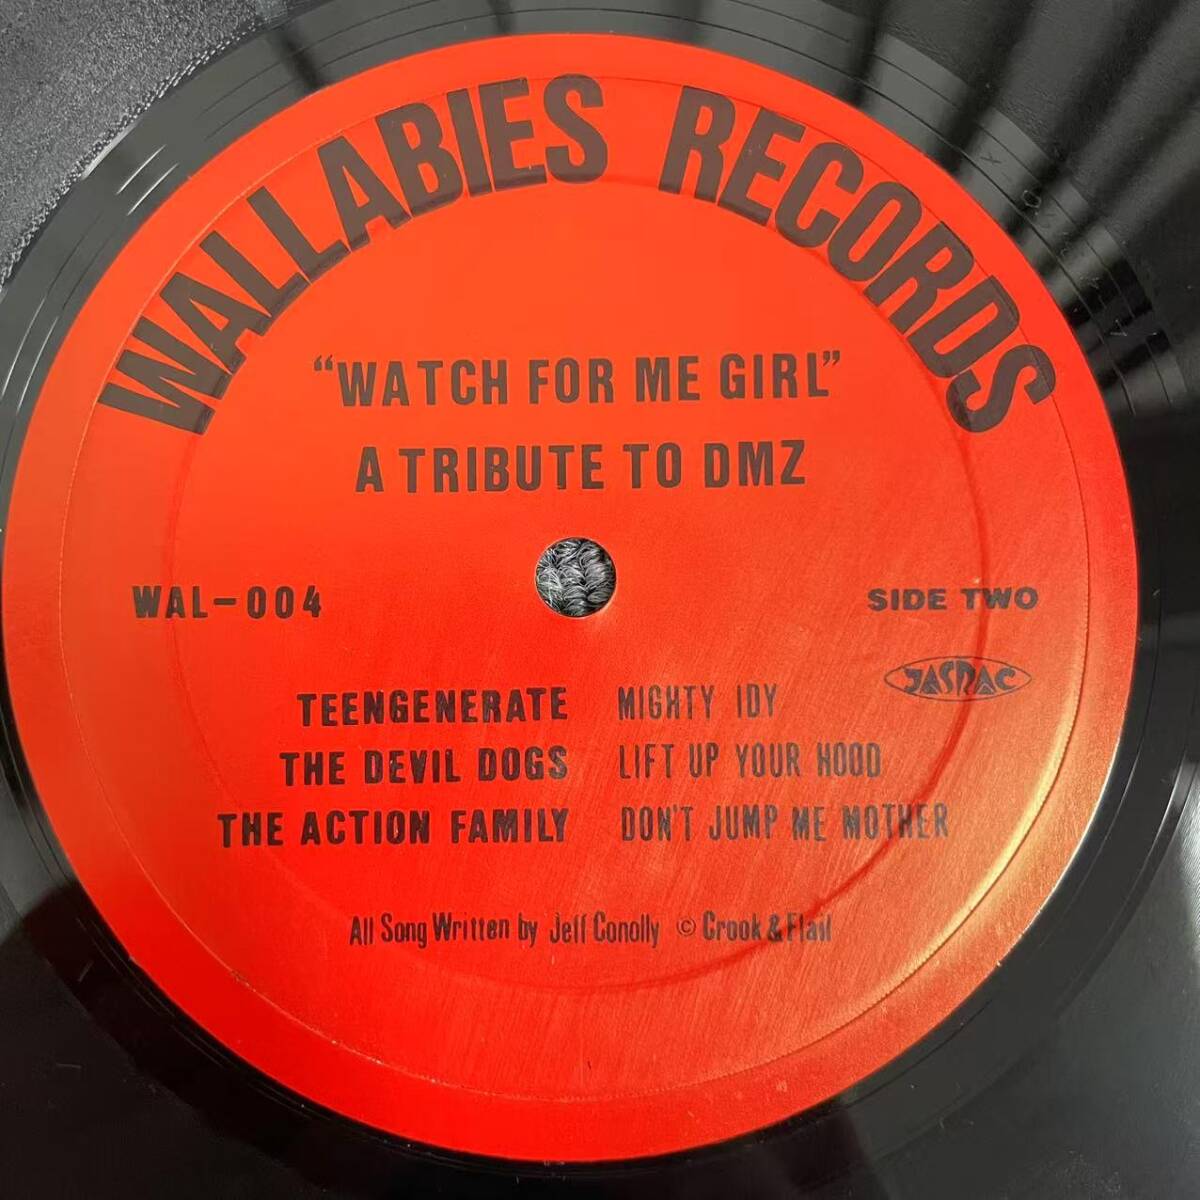 WALLABIES RECORDS
"WATCH FOR ME GIRL"
A TRIBUTE TO DMZ
WAL-004
SIDE TWO
JASRAC
TEENGENERATE MIGHTY IDY
THE DEVIL DOGS LIFT UP YOUR HOOD
THE ACTION FAMILY DON'T JUMP ME MOTHER
All Song Written by Jeff Conolly © Crook & Flail